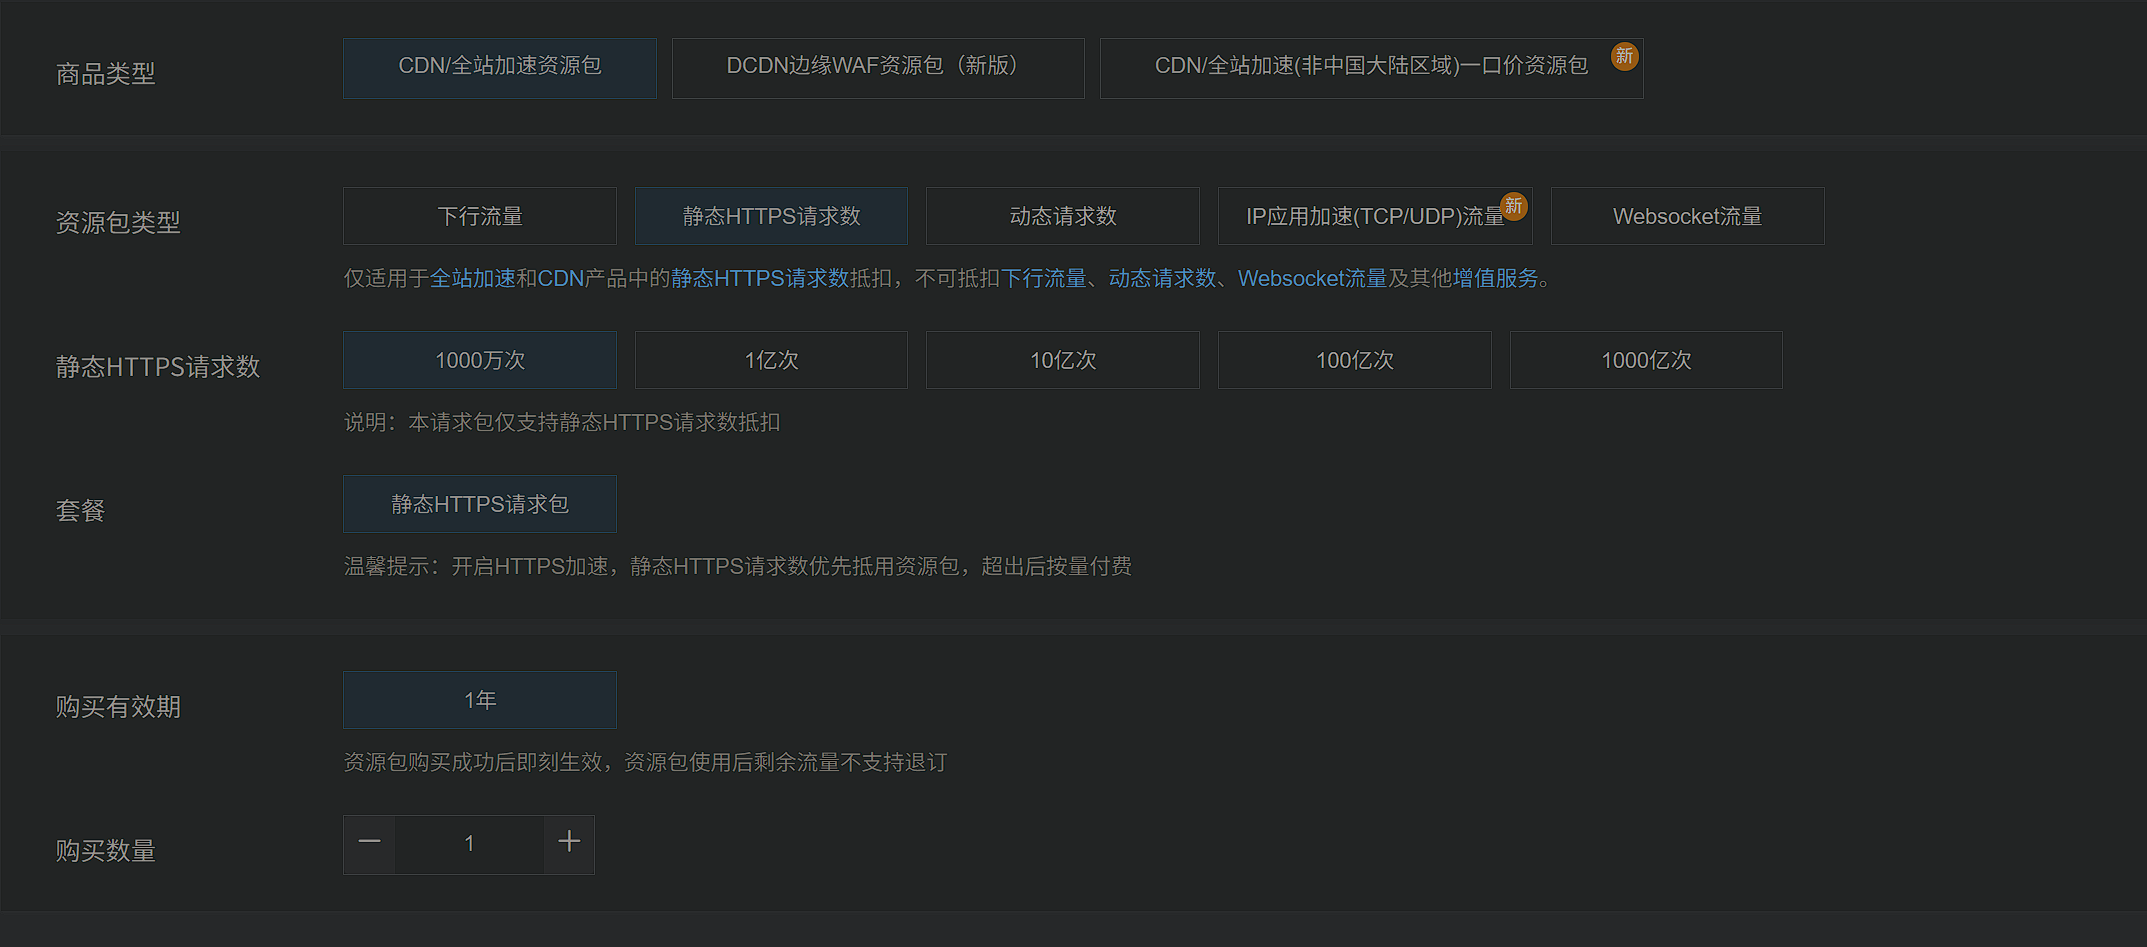 商品类型
CDN/全站加速资源包
DCDN边缘WAF资源包（新版）
CDN/全站加速(非中国大陆区域)一口价资源包
新
资源包类型
下行流量
静态HTTPS请求数
动态请求数
IP应用加速(TCP/UDP)流量
新
Websocket流量
仅适用于全站加速和CDN产品中的静态HTTPS请求数抵扣，不可抵扣下行流量、动态请求数、Websocket流量及其他增值服务。
静态HTTPS请求数
1000万次
1亿次
10亿次
100亿次
1000亿次
说明：本请求包仅支持静态HTTPS请求数抵扣
套餐
静态HTTPS请求包
温馨提示：开启HTTPS加速，静态HTTPS请求数优先抵用资源包，超出后按量付费
购买有效期
1年
资源包购买成功后即刻生效，资源包使用后剩余流量不支持退订
购买数量
— 1 +